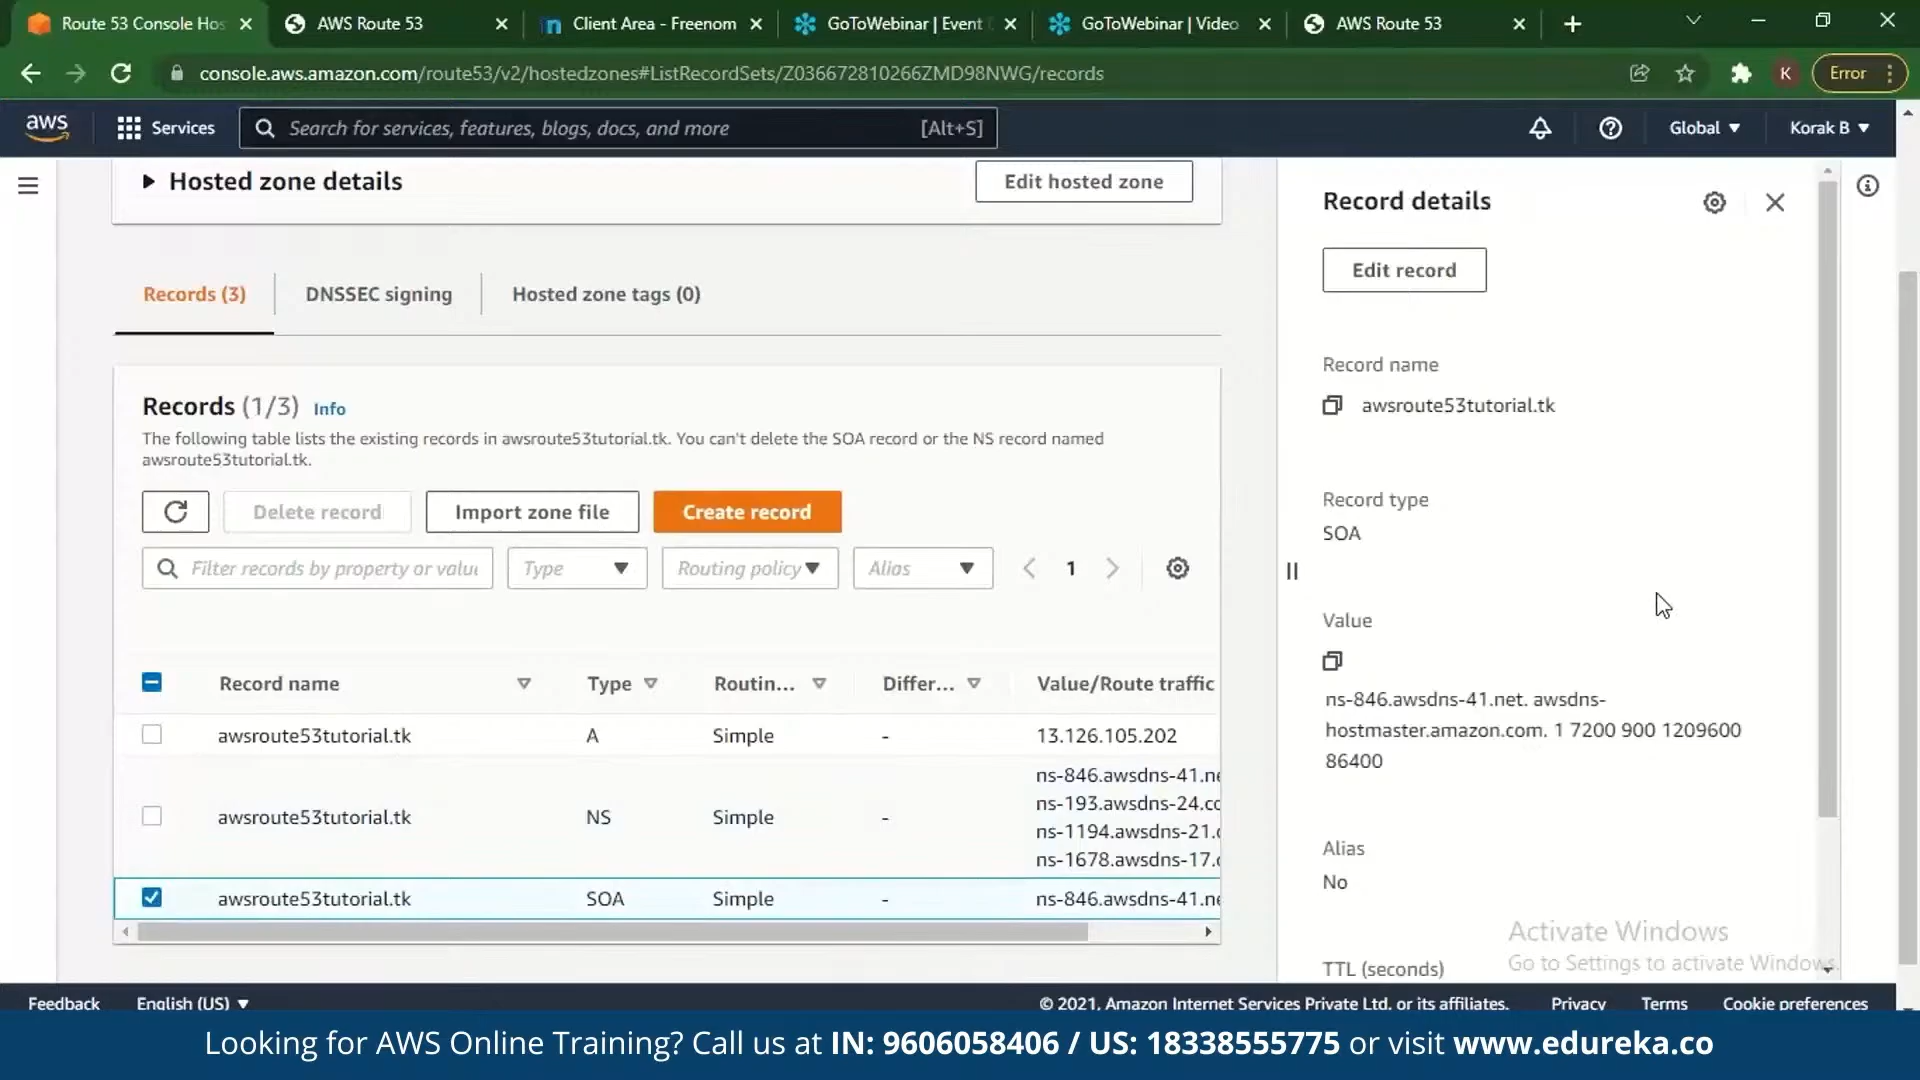 Route 53 Console Hos
AWS Route 53
Client Area - Freenom
GoToWebinar | Event
GoToWebinar | Video
AWS Route 53
console.aws.amazon.com/route53/v2/hostedzones#ListRecordSets/Z036672810266ZMD98NWG/records
K
Error
aws
Services
Search for services, features, blogs, docs, and more
[Alt+S]
Global
Korak B
Hosted zone details
Edit hosted zone
Records (3)
DNSSEC signing
Hosted zone tags (0)
Records (1/3) Info
The following table lists the existing records in awsroute53tutorial.tk. You can't delete the SOA record or the NS record named
awsroute53tutorial.tk.
Delete record
Import zone file
Create record
Filter records by property or value
Type
Routing policy
Alias
1
Record name
Type
Routin...
Differ...
Value/Route traffic
awsroute53tutorial.tk A Simple - 13.126.105.202
awsroute53tutorial.tk NS Simple -
ns-846.awsdns-41.ne
ns-193.awsdns-24.co
ns-1194.awsdns-21.
ns-1678.awsdns-17.
awsroute53tutorial.tk SOA Simple - ns-846.awsdns-41.ne
Record details
Edit record
Record name
awsroute53tutorial.tk
Record type
SOA
Value
ns-846.awsdns-41.net. awsdns-
hostmaster.amazon.com. 1 7200 900 1209600
86400
Alias
No
TTL (seconds)
Activate Windows
Go to Settings to activate Windows.
Feedback
English (US)
© 2021, Amazon Internet Services Private Ltd. or its affiliates.
Privacy
Terms
Cookie preferences
Looking for AWS Online Training? Call us at IN: 9606058406 / US: 18338555775 or visit www.edureka.co